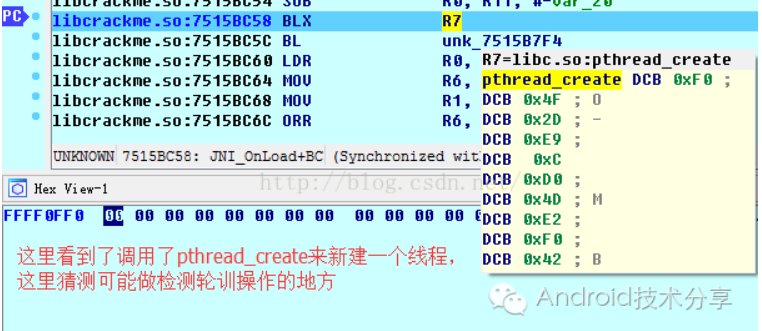 libcrackme.so:7515BC54 SUB R0, R11, #-var_20
PC libcrackme.so:7515BC58 BLX R7
libcrackme.so:7515BC5C BL unk_7515B7F4
libcrackme.so:7515BC60 LDR R0,
libcrackme.so:7515BC64 MOV R6,
libcrackme.so:7515BC68 MOV R1,
libcrackme.so:7515BC6C ORR R6,
R7=libc.so:pthread_create
pthread_create DCB 0xF0 ;
DCB 0x4F ; O
DCB 0x2D ; -
DCB 0xE9 ;
DCB 0xC
DCB 0xD0 ;
DCB 0x4D ; M
DCB 0xE2 ;
DCB 0xF0 ;
DCB 0x42 ; B
UNKNOWN 7515BC58: JNI_OnLoad+BC (Synchronized wit
http://blog.csdn.net/
Hex View-1
FFFF0FF0 00 00 00 00 00 00 00 00 00 00 00 00 0
这里看到了调用了pthread_create来新建一个线程，
这里猜测可能做检测轮训操作的地方
Android技术分享